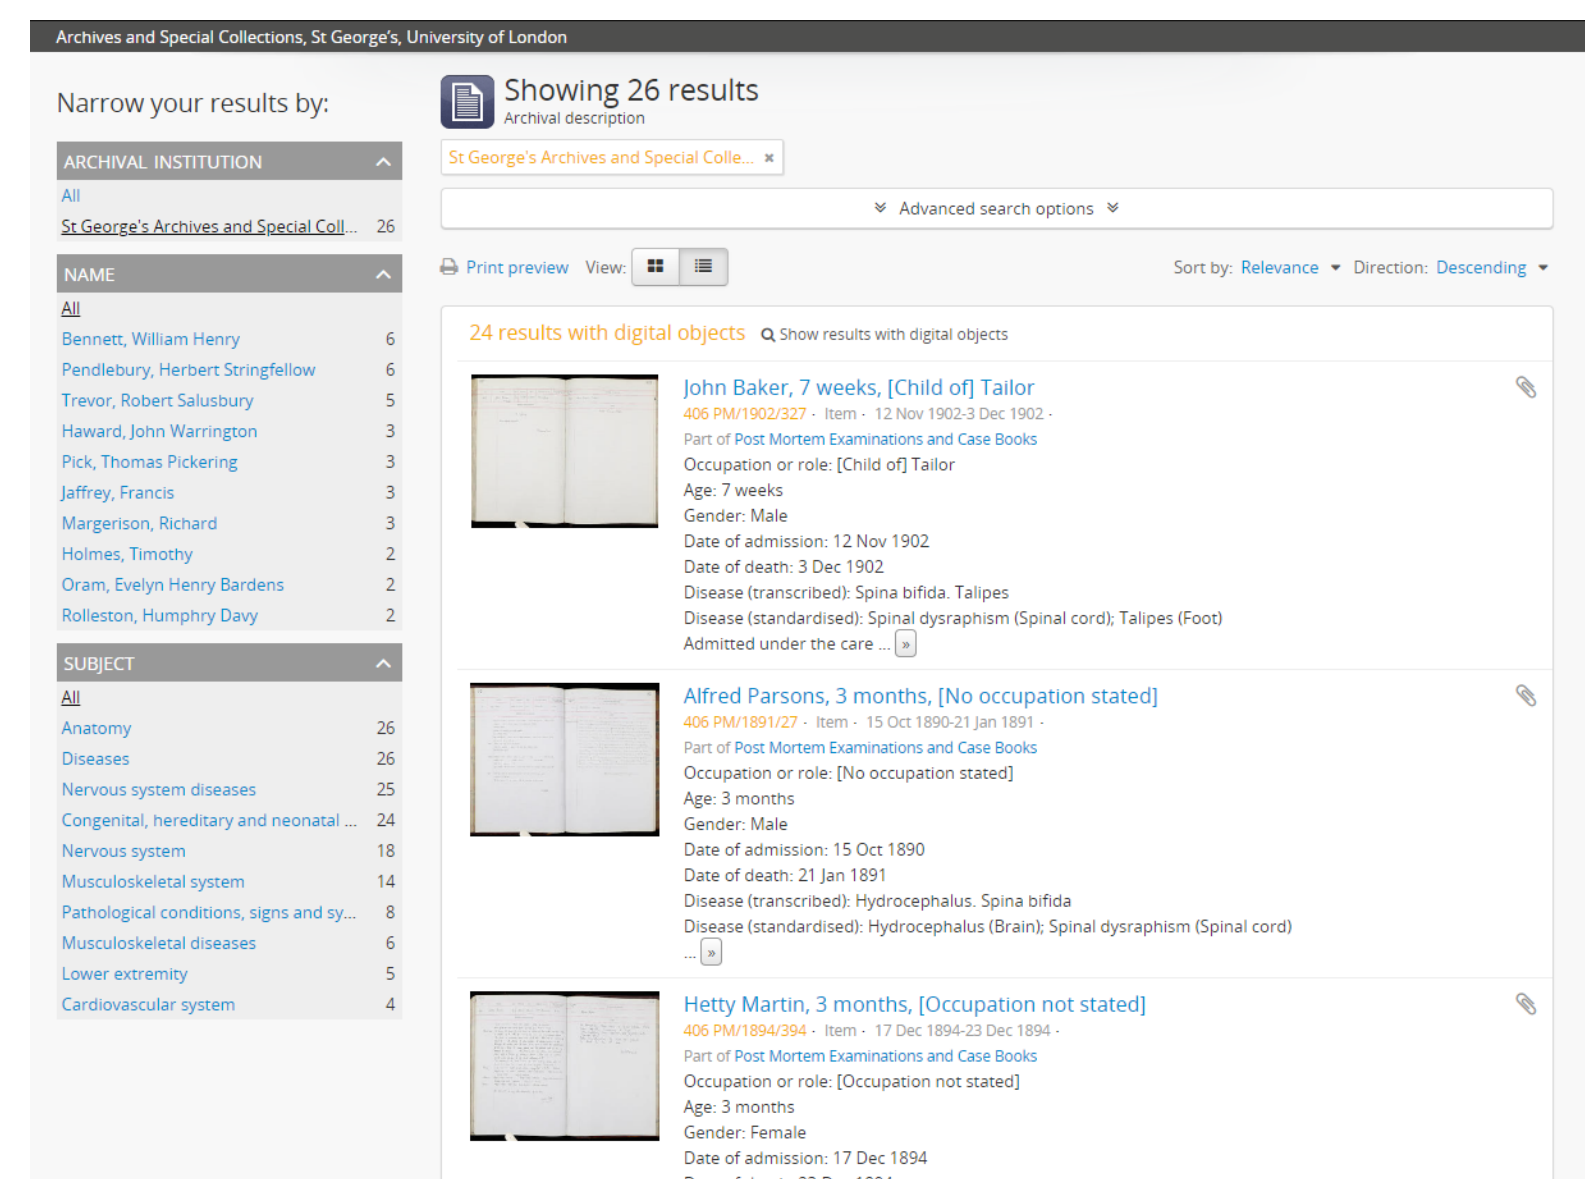 Archives and Special Collections, St George's, University of London
Narrow your results by:
ARCHIVAL INSTITUTION
All
St George's Archives and Special Coll... 26
NAME
All
Bennett, William Henry 6
Pendlebury, Herbert Stringfellow 6
Trevor, Robert Salusbury 5
Haward, John Warrington 3
Pick, Thomas Pickering 3
Jaffrey, Francis 3
Margerison, Richard 3
Holmes, Timothy 2
Oram, Evelyn Henry Bardens 2
Rolleston, Humphry Davy 2
SUBJECT
All
Anatomy 26
Diseases 26
Nervous system diseases 25
Congenital, hereditary and neonatal ... 24
Nervous system 18
Musculoskeletal system 14
Pathological conditions, signs and sy... 8
Musculoskeletal diseases 6
Lower extremity 5
Cardiovascular system 4
Showing 26 results
Archival description
St George's Archives and Special Colle... ×
Advanced search options
Print preview View:
Sort by: Relevance Direction: Descending
24 results with digital objects Show results with digital objects
John Baker, 7 weeks, [Child of] Tailor
406 PM/1902/327 · Item · 12 Nov 1902-3 Dec 1902 ·
Part of Post Mortem Examinations and Case Books
Occupation or role: [Child of] Tailor
Age: 7 weeks
Gender: Male
Date of admission: 12 Nov 1902
Date of death: 3 Dec 1902
Disease (transcribed): Spina bifida. Talipes
Disease (standardised): Spinal dysraphism (Spinal cord); Talipes (Foot)
Admitted under the care ... »
Alfred Parsons, 3 months, [No occupation stated]
406 PM/1891/27 · Item · 15 Oct 1890-21 Jan 1891 ·
Part of Post Mortem Examinations and Case Books
Occupation or role: [No occupation stated]
Age: 3 months
Gender: Male
Date of admission: 15 Oct 1890
Date of death: 21 Jan 1891
Disease (transcribed): Hydrocephalus. Spina bifida
Disease (standardised): Hydrocephalus (Brain); Spinal dysraphism (Spinal cord)
... »
Hetty Martin, 3 months, [Occupation not stated]
406 PM/1894/394 · Item · 17 Dec 1894-23 Dec 1894 ·
Part of Post Mortem Examinations and Case Books
Occupation or role: [Occupation not stated]
Age: 3 months
Gender: Female
Date of admission: 17 Dec 1894